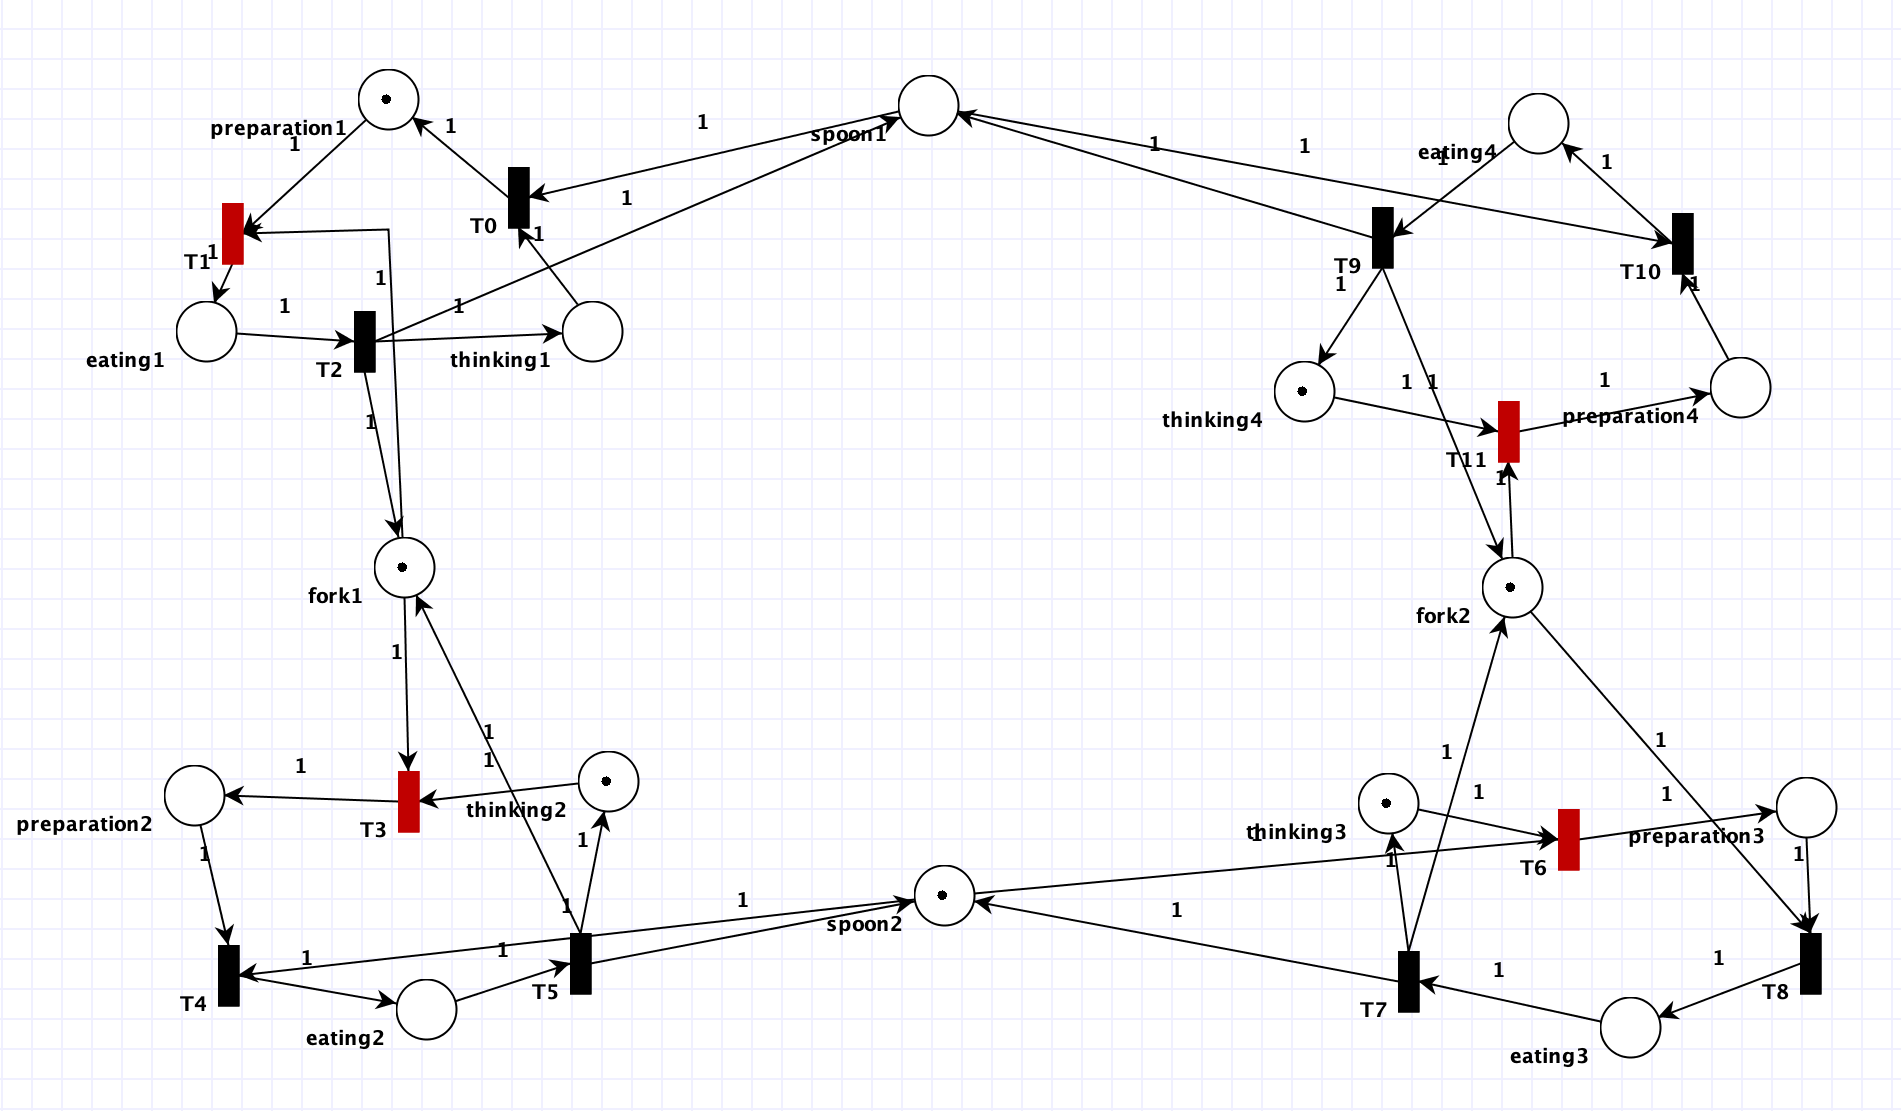 1
preparation1
1
1
1
spoon1
1
1
eating4
1
1
1
T0
1
T1
1
T9
T10
1
1
1
1
1
eating1
T2
thinking1
1
1
1
1
thinking4
preparation4
T11
1
fork1
fork2
1
1
1
1
1
1
1
1
preparation2
T3
thinking2
1
thinking3
1
preparation3
T6
1
1
1
1
1
1
spoon2
1
1
1
1
1
T4
T5
T7
T8
eating2
eating3